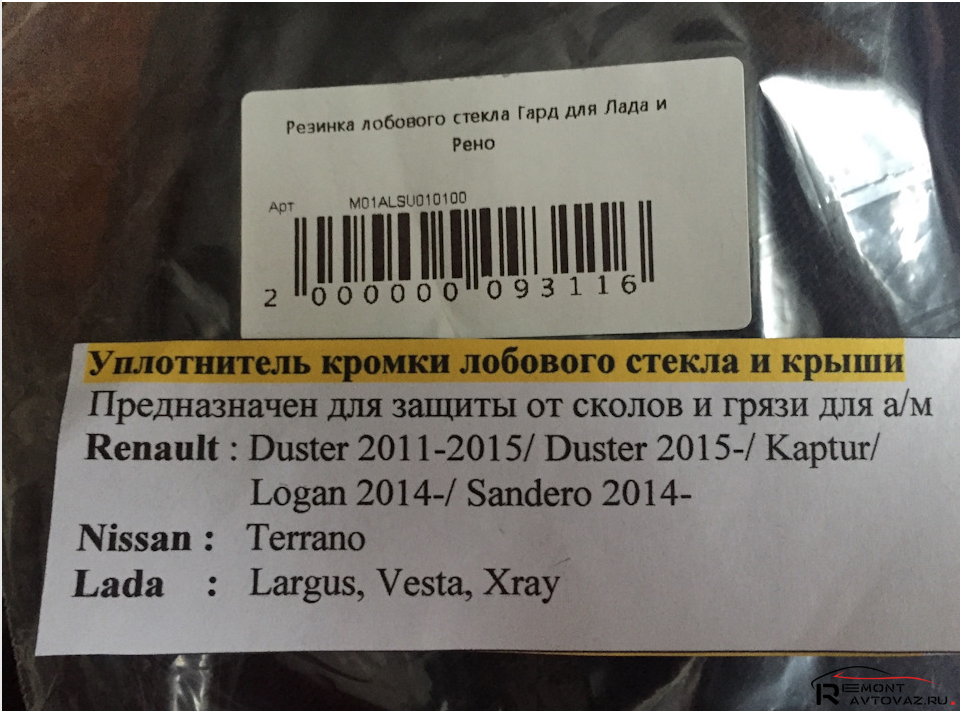 Резинка лобового стекла Гард для Лада и
Рено
Арт M01ALSU010100
2 000000 093116
Уплотнитель кромки лобового стекла и крыши
Предназначен для защиты от сколов и грязи для а/м
Renault : Duster 2011-2015/ Duster 2015-/ Kaptur/
Logan 2014-/ Sandero 2014-
Nissan : Terrano
Lada : Largus, Vesta, Xray
REMONT
AVTOVAZ.RU